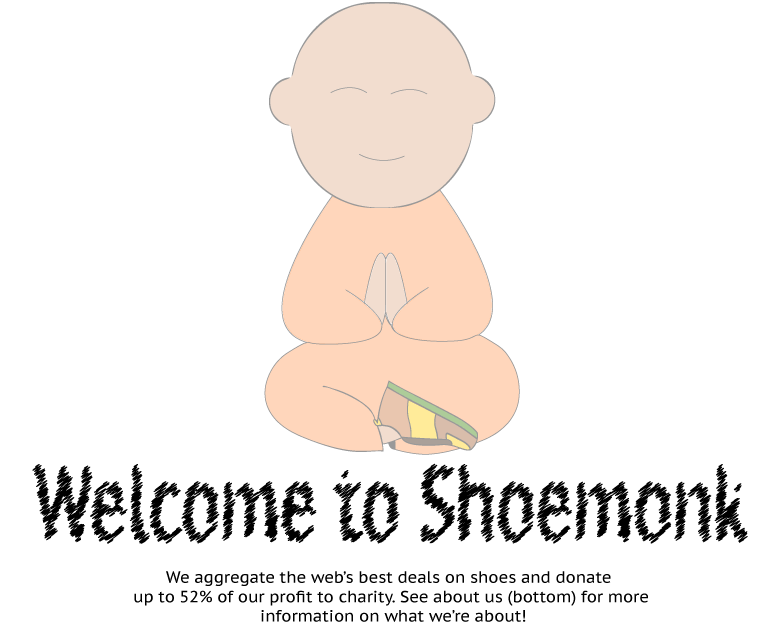 Welcome to Shoemonk
We aggregate the web's best deals on shoes and donate
up to 52% of our profit to charity. See about us (bottom) for more
information on what we're about!